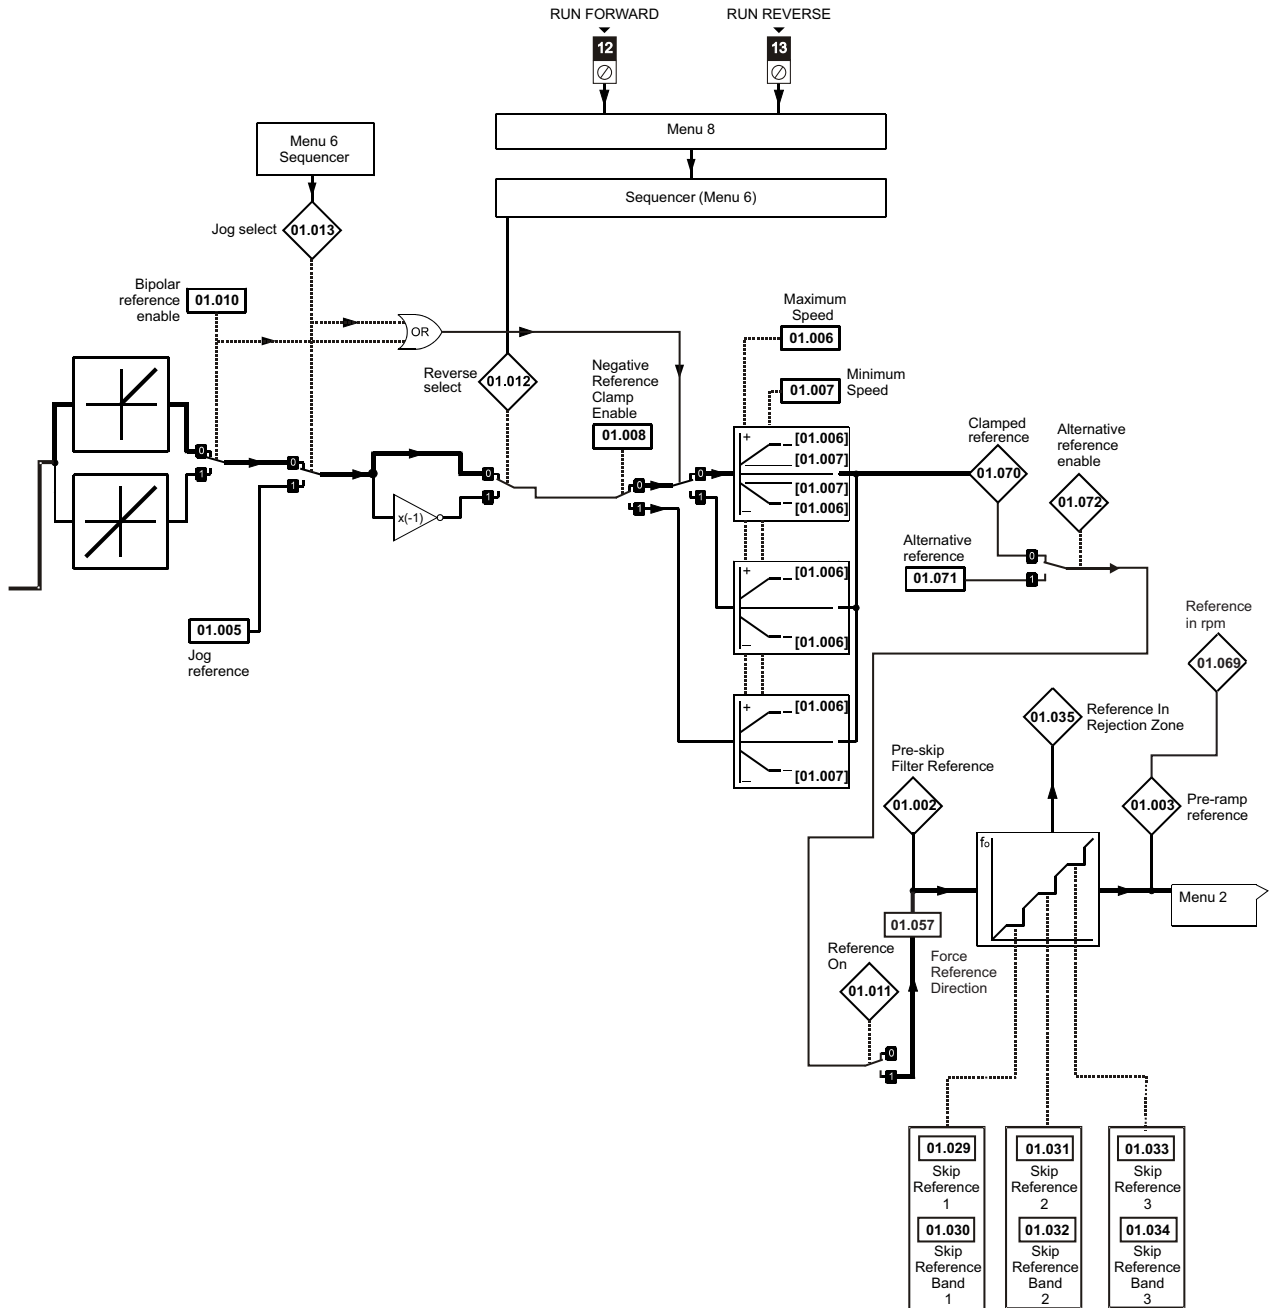 RUN FORWARD
RUN REVERSE
12
13
Menu 8
Menu 6
Sequencer
Sequencer (Menu 6)
Jog select
01.013
Bipolar
reference
enable
01.010
OR
Reverse
select
01.012
Negative
Reference
Clamp
Enable
01.008
Maximum
Speed
01.006
01.007
Minimum
Speed
0
1
0
1
x(-1)
0
1
0
1
0
1
+
[01.006]
[01.007]
[01.007]
[01.006]
_
+
[01.006]
[01.006]
_
+
[01.006]
[01.007]
_
Clamped
reference
01.070
Alternative
reference
enable
01.072
Alternative
reference
01.071
0
1
01.005
Jog
reference
Reference
in rpm
01.069
01.035
Reference In
Rejection Zone
Pre-skip
Filter Reference
01.002
01.003
Pre-ramp
reference
fo
Menu 2
01.057
Force
Reference
Direction
Reference
On
01.011
0
1
01.029
Skip
Reference
1
01.030
Skip
Reference
Band
1
01.031
Skip
Reference
2
01.032
Skip
Reference
Band
2
01.033
Skip
Reference
3
01.034
Skip
Reference
Band
3